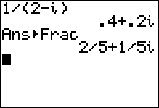 1/(2-i)
.4+.2i
Ans▸Frac
2/5+1/5i